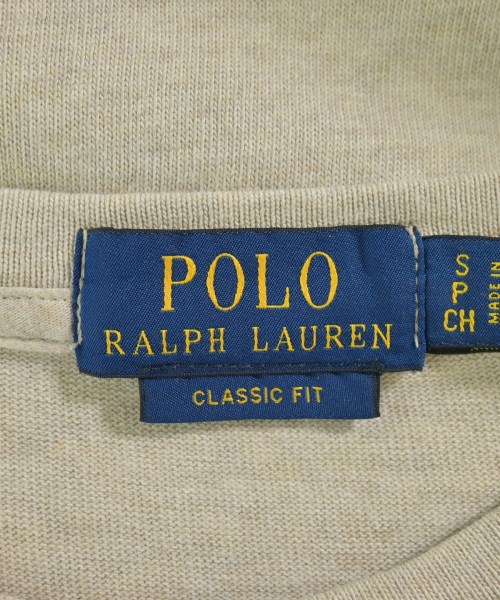 POLO
RALPH LAUREN
CLASSIC FIT
S
P
CH
MADE IN